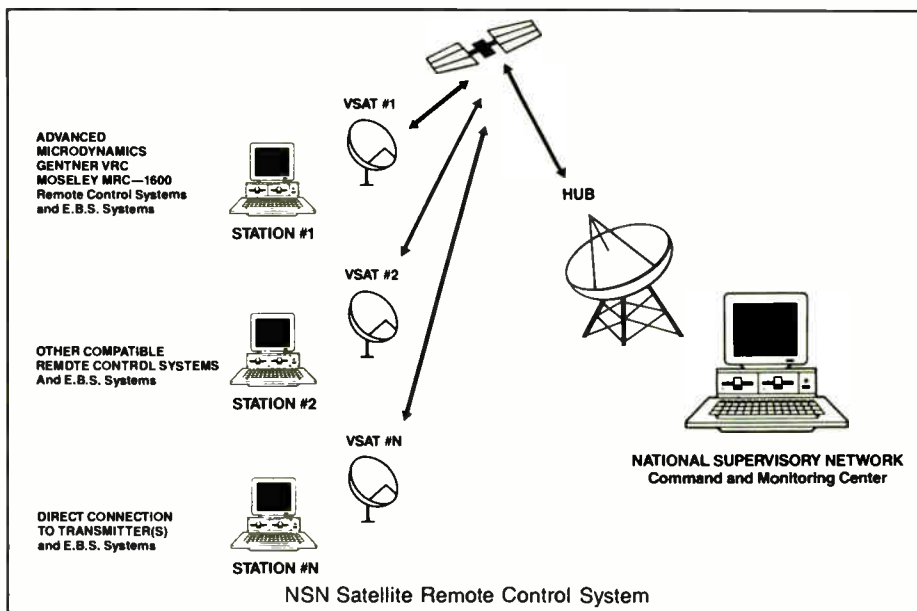 VSAT #1
ADVANCED
MICRODYNAMICS
GENTNER VRC
MOSELEY MRC—1600
Remote Control Systems
and E.B.S. Systems
STATION #1
HUB
VSAT #2
OTHER COMPATIBLE
REMOTE CONTROL SYSTEMS
And E.B.S. Systems
STATION #2
VSAT #N
NATIONAL SUPERVISORY NETWORK
Command and Monitoring Center
DIRECT CONNECTION
TO TRANSMITTER(S)
and E.B.S. Systems
STATION #N
NSN Satellite Remote Control System